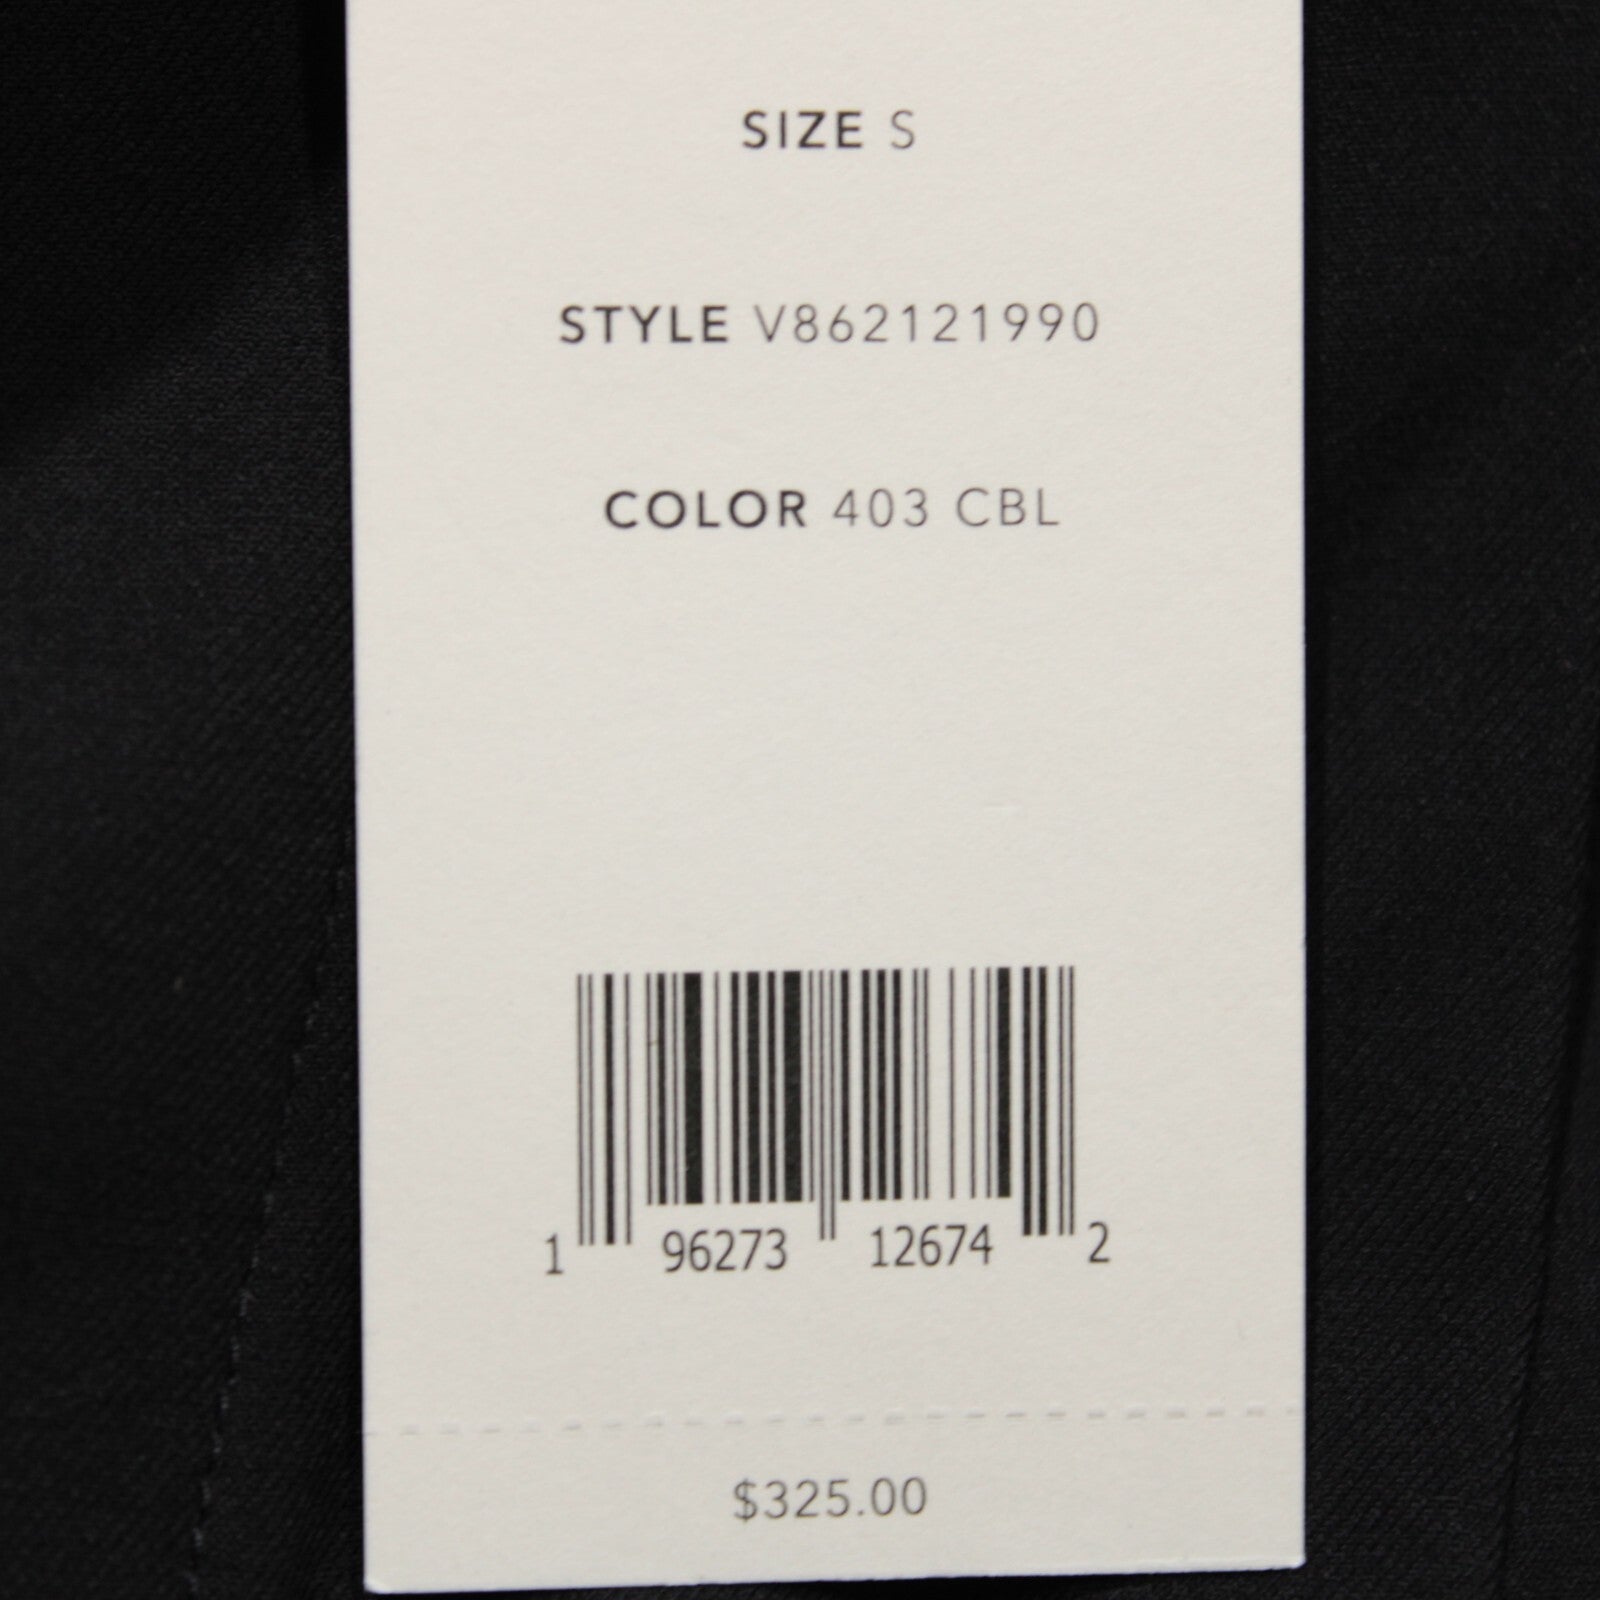 SIZE S
STYLE V862121990
COLOR 403 CBL
1 96273 12674 2
$325.00